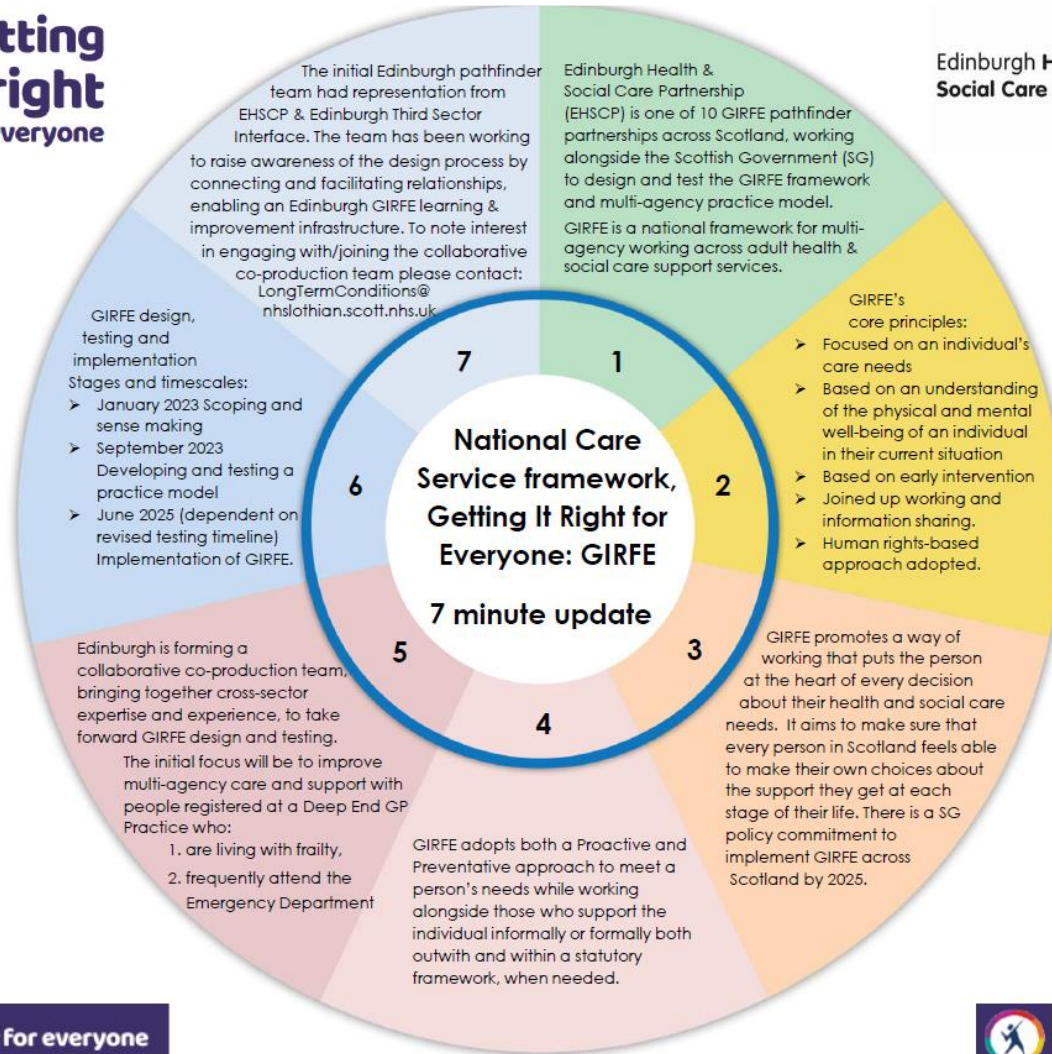 tting
right
everyone
Edinburgh H
Social Care
The initial Edinburgh pathfinder
team had representation from
EHSCP & Edinburgh Third Sector
Interface. The team has been working
to raise awareness of the design process by
connecting and facilitating relationships,
enabling an Edinburgh GIRFE learning &
improvement infrastructure. To note interest
in engaging with/joining the collaborative
co-production team please contact:
LongTermConditions@
nhslothian.scott.nhs.uk
Edinburgh Health &
Social Care Partnership
(EHSCP) is one of 10 GIRFE pathfinder
partnerships across Scotland, working
alongside the Scottish Government (SG)
to design and test the GIRFE framework
and multi-agency practice model.
GIRFE is a national framework for multi-
agency working across adult health &
social care support services.
GIRFE's
core principles:
➢ Focused on an individual's
care needs
➢ Based on an understanding
of the physical and mental
well-being of an individual
in their current situation
➢ Based on early intervention
➢ Joined up working and
information sharing.
➢ Human rights-based
approach adopted.
GIRFE promotes a way of
working that puts the person
at the heart of every decision
about their health and social care
needs. It aims to make sure that
every person in Scotland feels able
to make their own choices about
the support they get at each
stage of their life. There is a SG
policy commitment to
implement GIRFE across
Scotland by 2025.
GIRFE adopts both a Proactive and
Preventative approach to meet a
person's needs while working
alongside those who support the
individual informally or formally both
outwith and within a statutory
framework, when needed.
Edinburgh is forming a
collaborative co-production team,
bringing together cross-sector
expertise and experience, to take
forward GIRFE design and testing.
The initial focus will be to improve
multi-agency care and support with
people registered at a Deep End GP
Practice who:
1. are living with frailty,
2. frequently attend the
Emergency Department
GIRFE design,
testing and
implementation
Stages and timescales:
➢ January 2023 Scoping and
sense making
➢ September 2023
Developing and testing a
practice model
➢ June 2025 (dependent on
revised testing timeline)
Implementation of GIRFE.
7
1
6
2
5
3
4
National Care
Service framework,
Getting It Right for
Everyone: GIRFE
7 minute update
for everyone